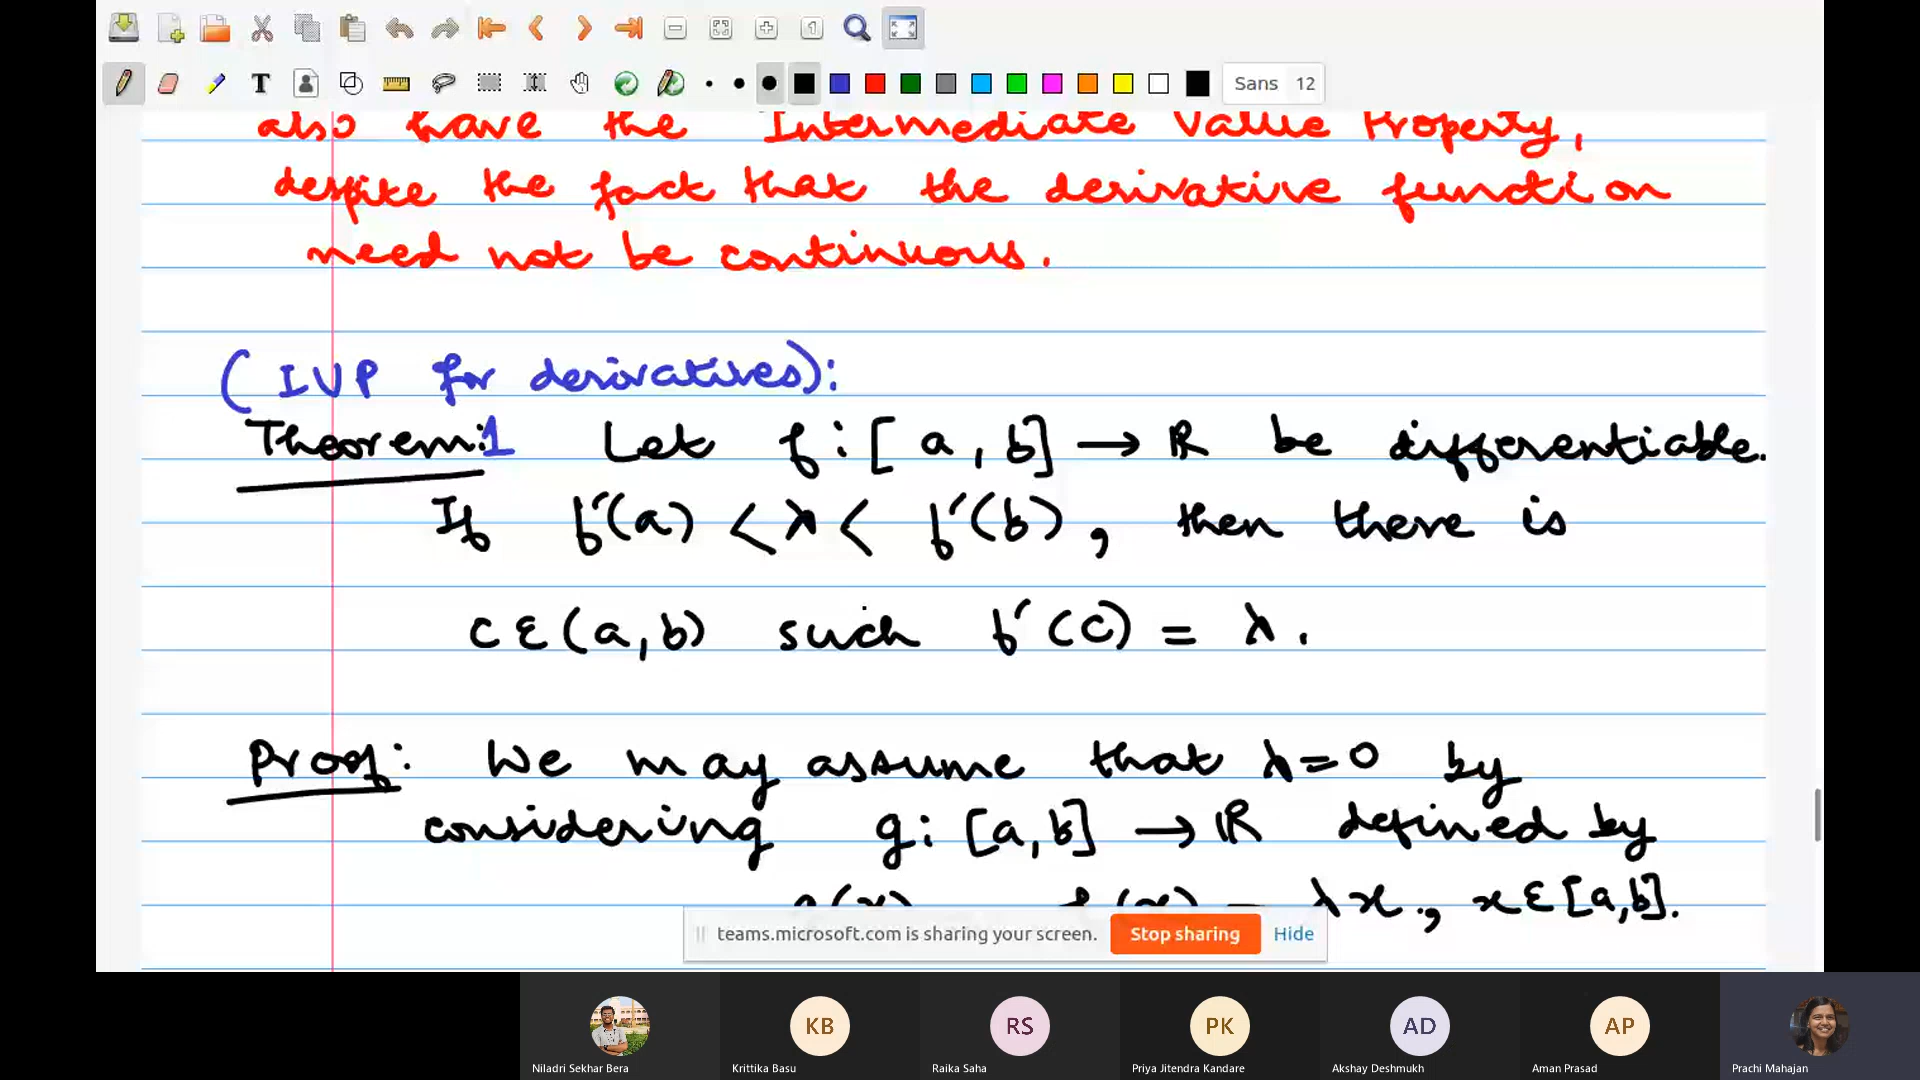 Sans 12
also have the Intermediate Value Property,
despite the fact that the derivative function
need not be continuous.
(IVP for derivatives):
Theorem:1 Let f:[a,b] → ℝ be differentiable.
If f'(a) < λ < f'(b), then there is
c ∈ (a,b) such f'(c) = λ.
Proof: We may assume that λ=0 by
considering g:[a,b] → ℝ defined by
λx, x∈[a,b].
teams.microsoft.com is sharing your screen. Stop sharing Hide
KB RS PK AD AP
Niladri Sekhar Bera Krittika Basu Raika Saha Priya Jitendra Kandare Akshay Deshmukh Aman Prasad Prachi Mahajan